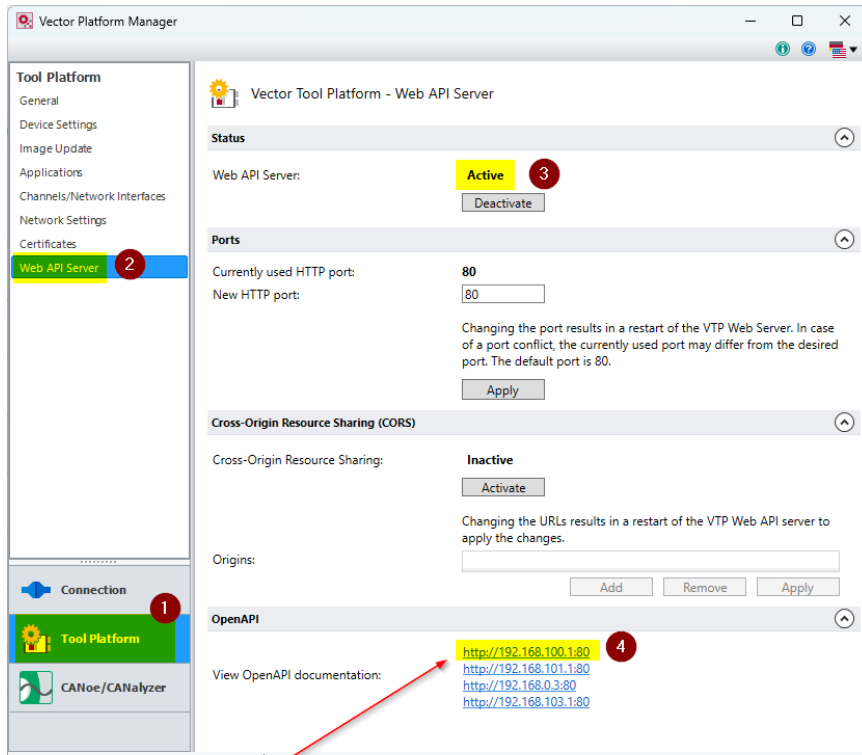 Vector Platform Manager
Tool Platform
General
Device Settings
Image Update
Applications
Channels/Network Interfaces
Network Settings
Certificates
Web API Server 2
Connection
1
Tool Platform
CANoe/CANalyzer
Vector Tool Platform - Web API Server
Status
Web API Server: Active 3
Deactivate
Ports
Currently used HTTP port: 80
New HTTP port: 80
Changing the port results in a restart of the VTP Web Server. In case
of a port conflict, the currently used port may differ from the desired
port. The default port is 80.
Apply
Cross-Origin Resource Sharing (CORS)
Cross-Origin Resource Sharing: Inactive
Activate
Changing the URLs results in a restart of the VTP Web API server to
apply the changes.
Origins:
Add Remove Apply
OpenAPI
http://192.168.100.1:80 4
View OpenAPI documentation: http://192.168.101.1:80
http://192.168.0.3:80
http://192.168.103.1:80